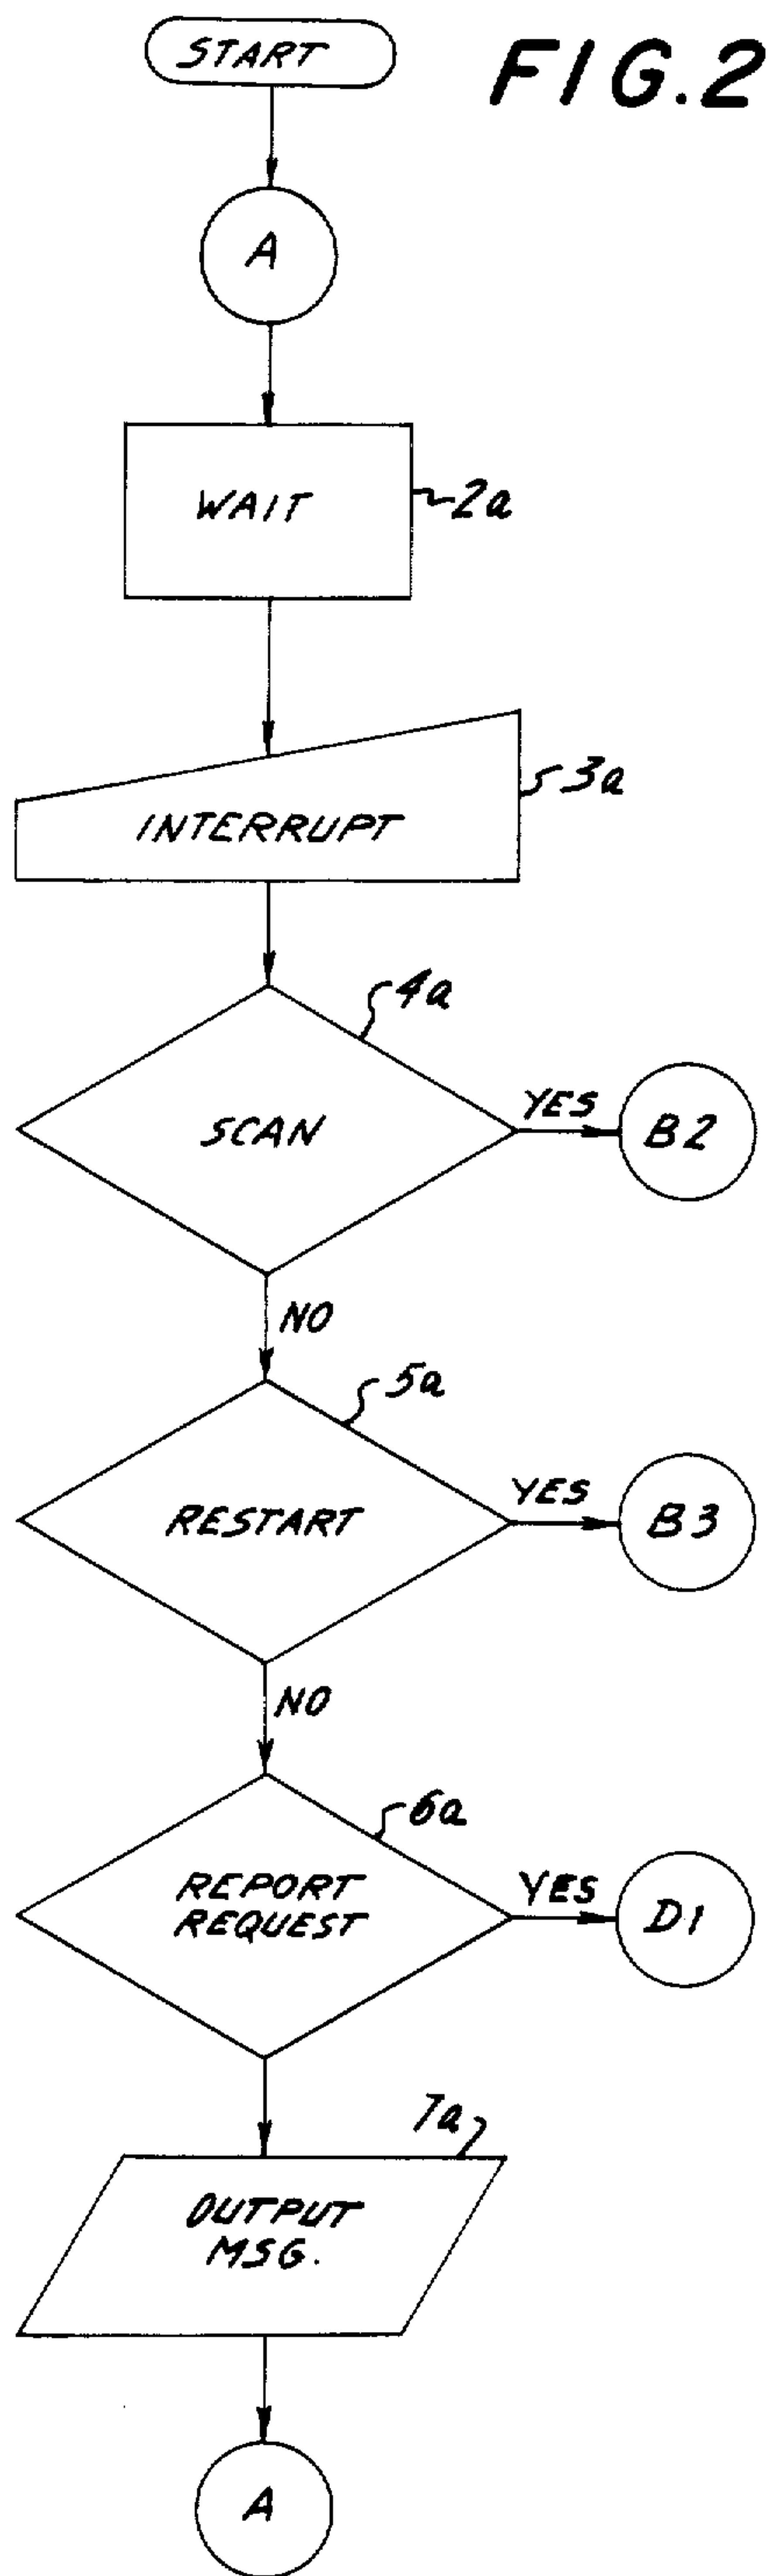 START
FIG. 2
A
WAIT
2a
3a
INTERRUPT
4a
SCAN
YES
B2
NO
5a
RESTART
YES
B3
NO
6a
REPORT
REQUEST
YES
D1
7a
OUTPUT
MSG.
A